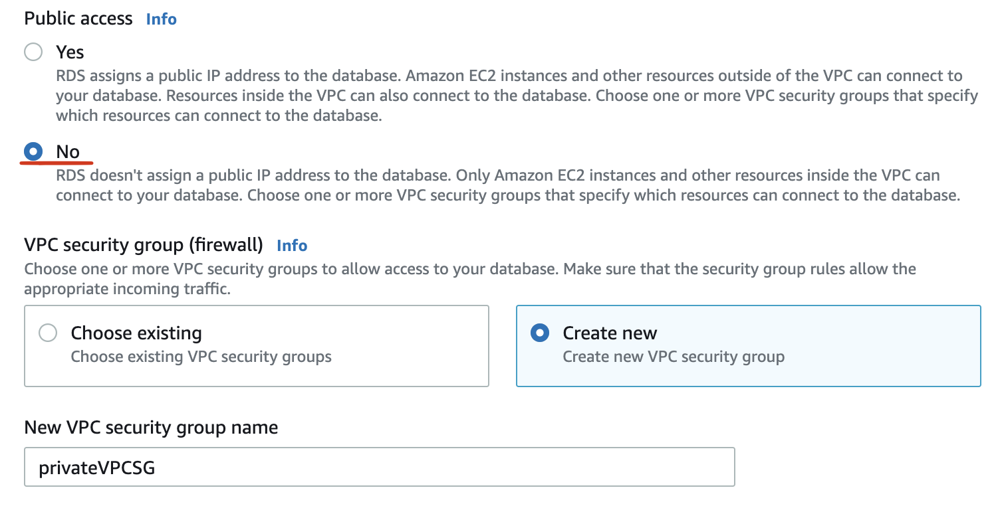 Public access Info
Yes
RDS assigns a public IP address to the database. Amazon EC2 instances and other resources outside of the VPC can connect to
your database. Resources inside the VPC can also connect to the database. Choose one or more VPC security groups that specify
which resources can connect to the database.
No
RDS doesn't assign a public IP address to the database. Only Amazon EC2 instances and other resources inside the VPC can
connect to your database. Choose one or more VPC security groups that specify which resources can connect to the database.
VPC security group (firewall) Info
Choose one or more VPC security groups to allow access to your database. Make sure that the security group rules allow the
appropriate incoming traffic.
Choose existing
Choose existing VPC security groups
Create new
Create new VPC security group
New VPC security group name
privateVPCSG